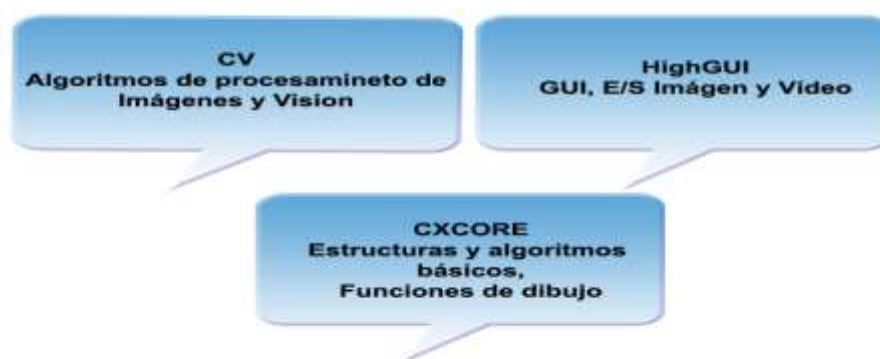 CV
Algoritmos de procesamineto de
Imágenes y Vision
HighGUI
GUI, E/S Imágen y Vídeo
CXCORE
Estructuras y algoritmos
básicos,
Funciones de dibujo